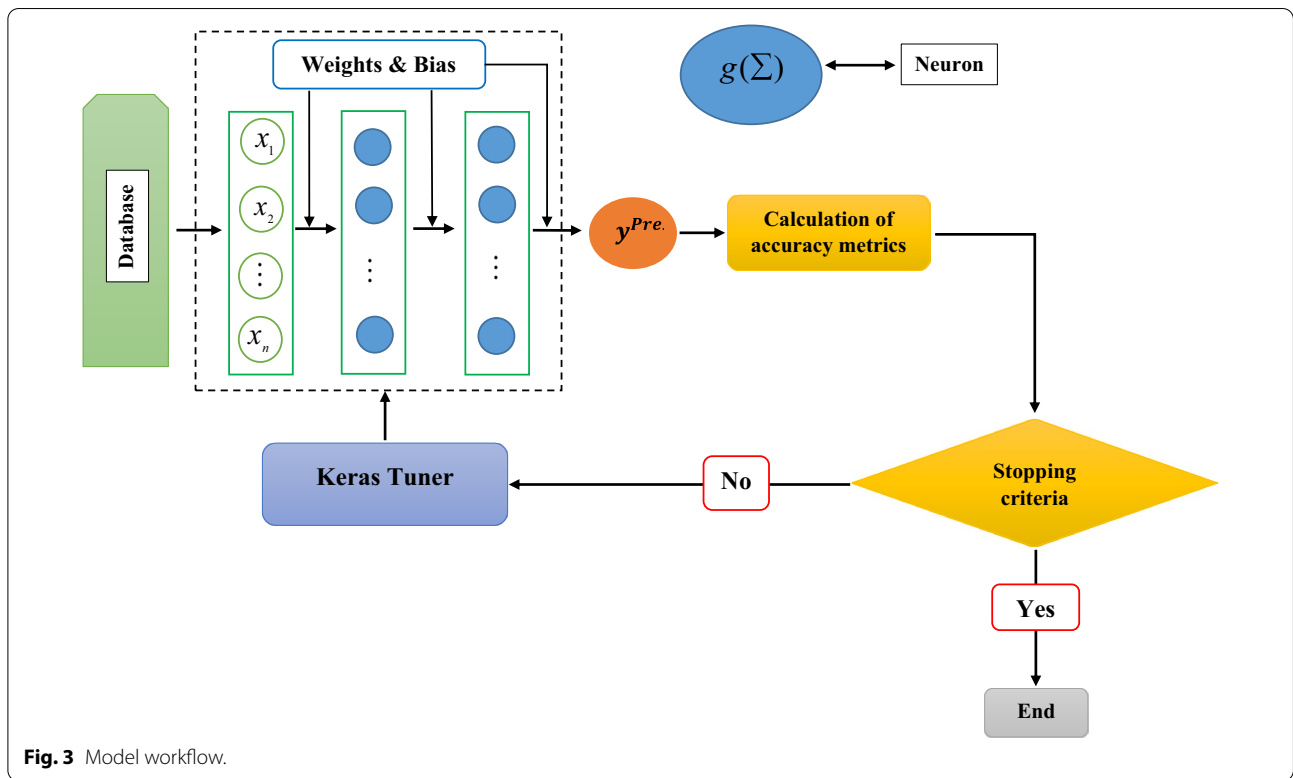 Weights & Bias
g(∑)
Neuron
Database
x₁
x₂
⋮
xₙ
⋮
⋮
y^Pre.
Calculation of
accuracy metrics
Keras Tuner
No
Stopping
criteria
Yes
End
Fig. 3 Model workflow.